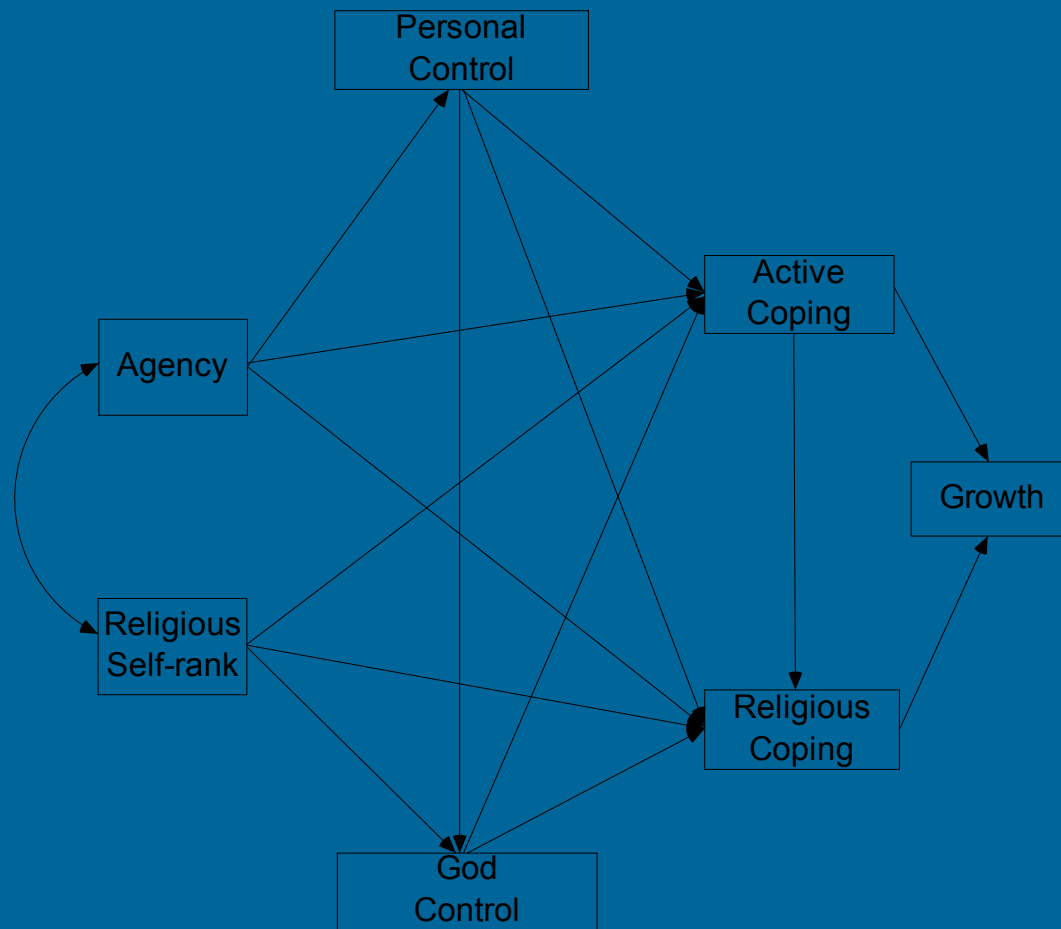 Personal
Control
Active
Coping
Agency
Growth
Religious
Self-rank
Religious
Coping
God
Control